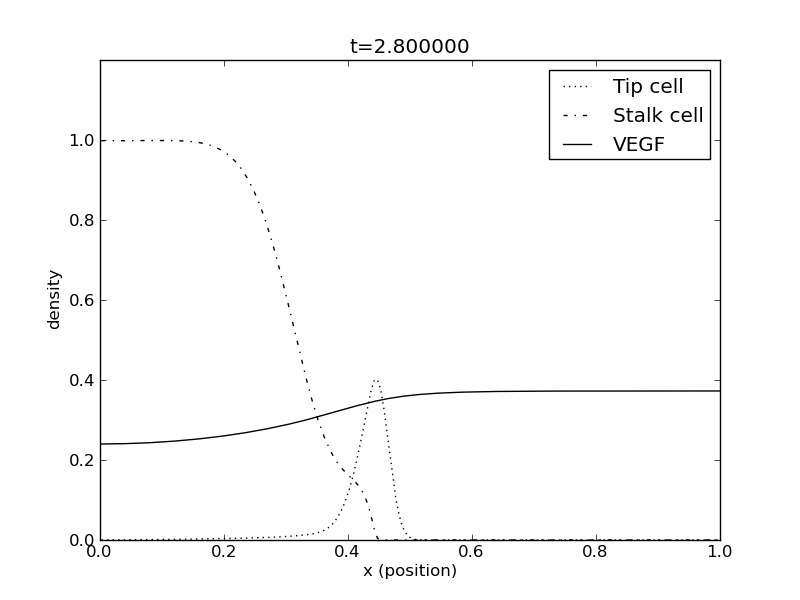 t=2.800000
Tip cell
Stalk cell
VEGF
density
1.0
0.8
0.6
0.4
0.2
0.0
0.0 0.2 0.4 0.6 0.8 1.0
x (position)